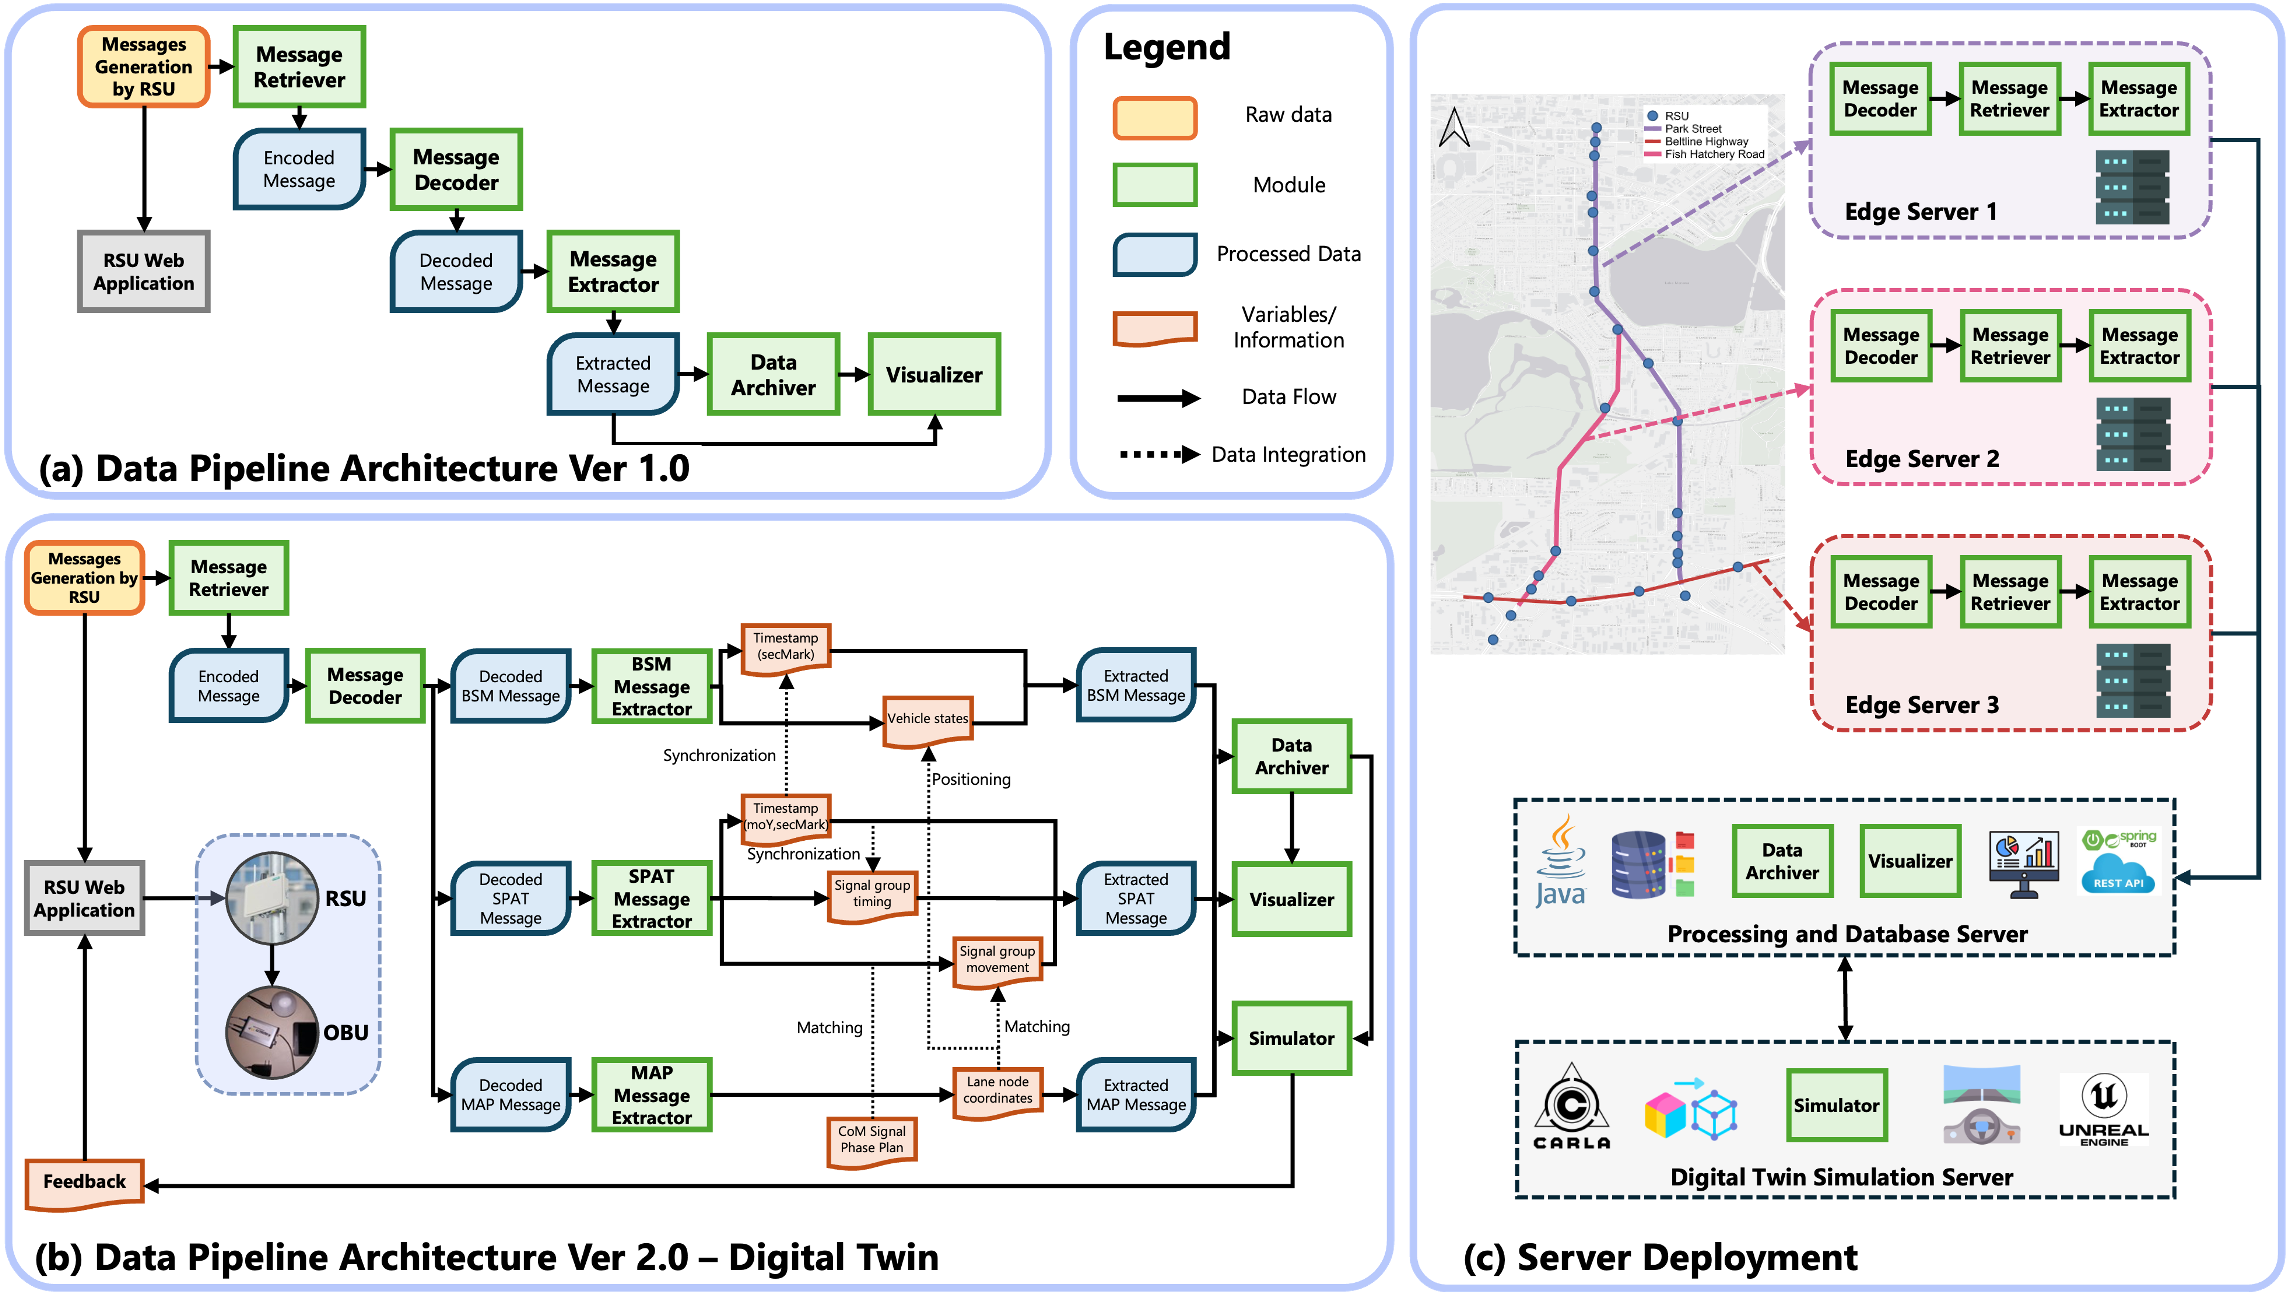 Messages
Generation
by RSU
Message
Retriever
Encoded
Message
Message
Decoder
RSU Web
Application
Decoded
Message
Message
Extractor
Extracted
Message
Data
Archiver
Visualizer
(a) Data Pipeline Architecture Ver 1.0
Legend
Raw data
Module
Processed Data
Variables/
Information
Data Flow
Data Integration
Messages
Generation by
RSU
Message
Retriever
Encoded
Message
Message
Decoder
Decoded
BSM Message
BSM
Message
Extractor
Timestamp
(secMark)
Vehicle states
Extracted
BSM Message
Synchronization
Positioning
Data
Archiver
Timestamp
(moY,secMark)
Synchronization
RSU Web
Application
RSU
OBU
Decoded
SPAT
Message
SPAT
Message
Extractor
Signal group
timing
Signal group
movement
Extracted
SPAT
Message
Visualizer
Matching
Matching
Simulator
Decoded
MAP Message
MAP
Message
Extractor
Lane node
coordinates
Extracted
MAP Message
CoM Signal
Phase Plan
Feedback
(b) Data Pipeline Architecture Ver 2.0 – Digital Twin
RSU
Park Street
Beltline Highway
Fish Hatchery Road
Message
Decoder
Message
Retriever
Message
Extractor
Edge Server 1
Message
Decoder
Message
Retriever
Message
Extractor
Edge Server 2
Message
Decoder
Message
Retriever
Message
Extractor
Edge Server 3
Java
Data
Archiver
Visualizer
spring
BOOT
REST API
Processing and Database Server
CARLA
Simulator
UNREAL
ENGINE
Digital Twin Simulation Server
(c) Server Deployment